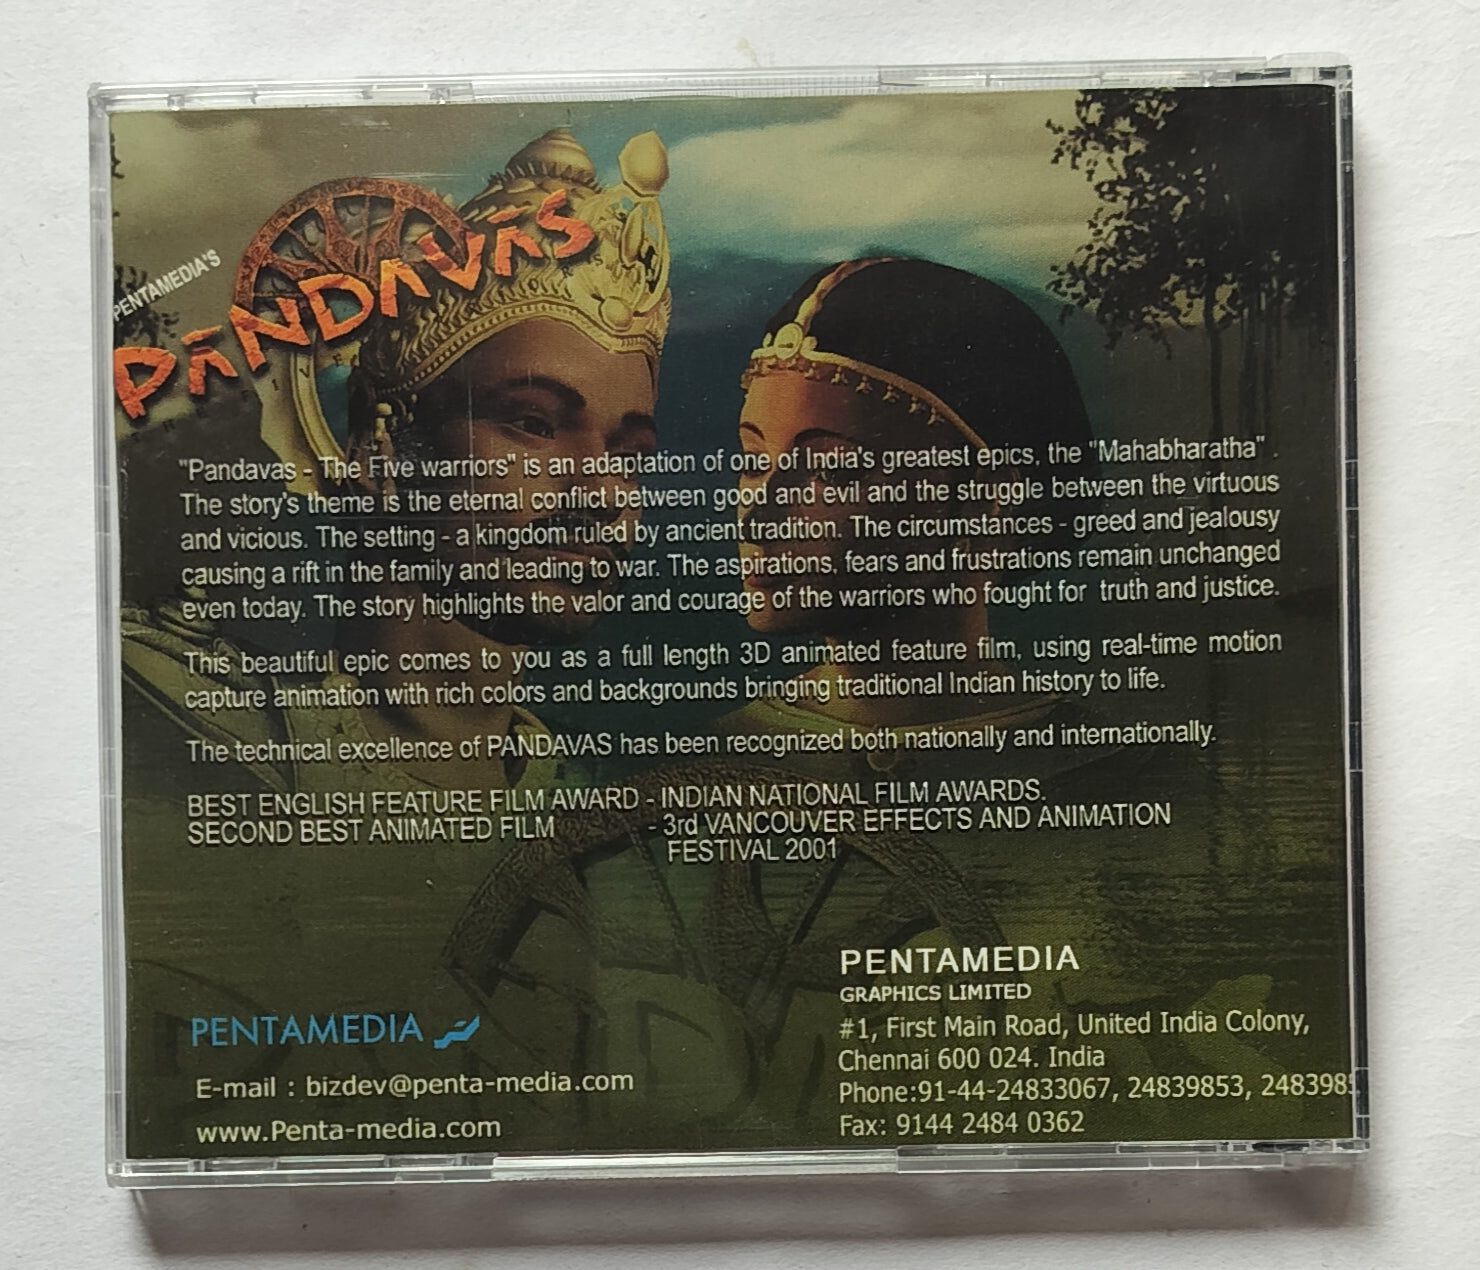 PENTAMEDIA'S
PANDAVAS
"Pandavas - The Five warriors" is an adaptation of one of India's greatest epics, the "Mahabharatha" .
The story's theme is the eternal conflict between good and evil and the struggle between the virtuous
and vicious. The setting - a kingdom ruled by ancient tradition. The circumstances - greed and jealousy
causing a rift in the family and leading to war. The aspirations, fears and frustrations remain unchanged
even today. The story highlights the valor and courage of the warriors who fought for truth and justice.
This beautiful epic comes to you as a full length 3D animated feature film, using real-time motion
capture animation with rich colors and backgrounds bringing traditional Indian history to life.
The technical excellence of PANDAVAS has been recognized both nationally and internationally.
BEST ENGLISH FEATURE FILM AWARD - INDIAN NATIONAL FILM AWARDS.
SECOND BEST ANIMATED FILM - 3rd VANCOUVER EFFECTS AND ANIMATION
FESTIVAL 2001
PENTAMEDIA
E-mail : bizdev@penta-media.com
www.Penta-media.com
PENTAMEDIA
GRAPHICS LIMITED
#1, First Main Road, United India Colony,
Chennai 600 024. India
Phone:91-44-24833067, 24839853,
Fax: 9144 2484 0362